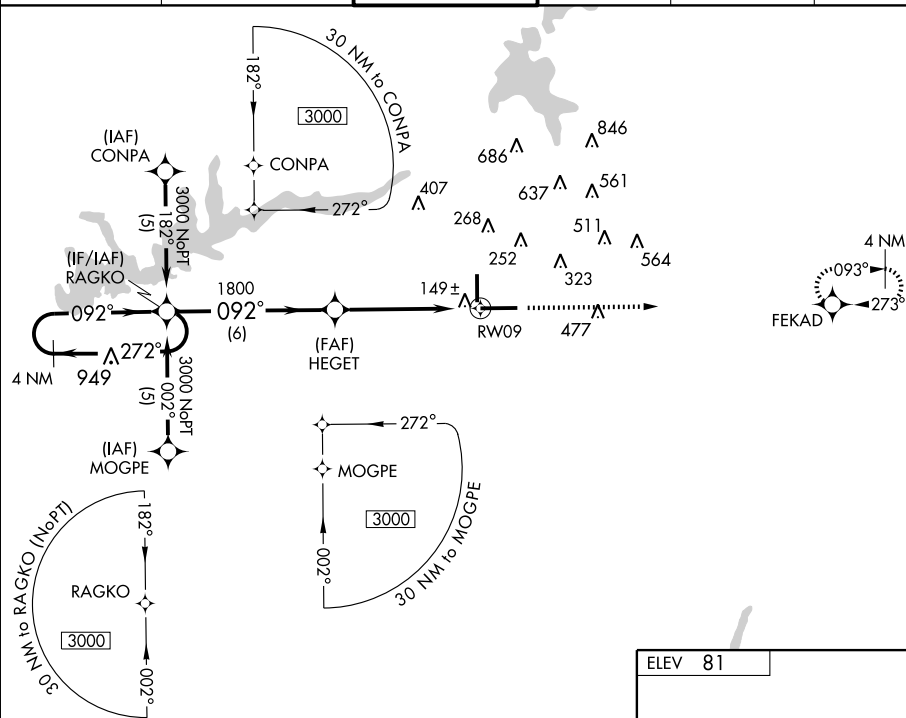 30 NM to CONPA
182°
3000
CONPA
272°
(IAF)
CONPA
3000 NoPT
182°
(5)
846
686
637
561
407
268
511
252
564
323
(IF/IAF)
RAGKO
092°
1800
092°
(6)
149±
RW09
477
4 NM
093°
273°
FEKAD
(FAF)
HEGET
272°
4 NM
949
3000 NoPT
002°
(5)
(IAF)
MOGPE
272°
MOGPE
3000
002°
30 NM to MOGPE
30 NM to RAGKO (NoPT)
182°
RAGKO
3000
002°
ELEV 81